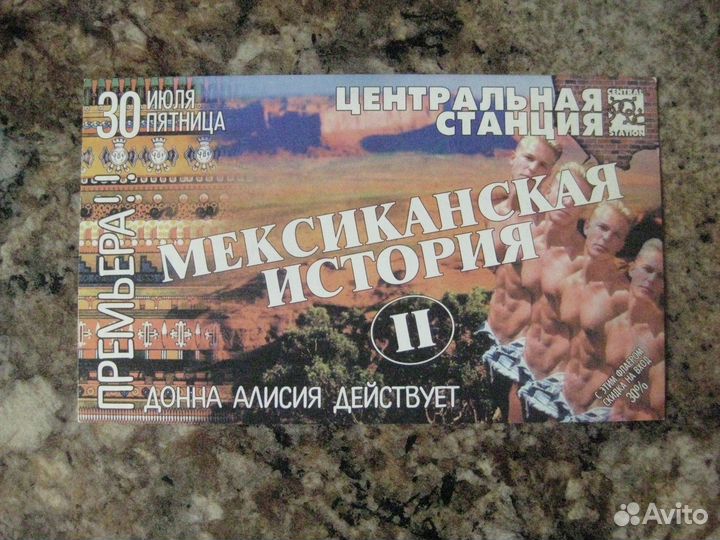 30 ИЮЛЯ
ПЯТНИЦА
ЦЕНТРАЛЬНАЯ
СТАНЦИЯ
CENTRAL
STATION
ПРЕМЬЕРА!
МЕКСИКАНСКАЯ
ИСТОРИЯ
II
ДОННА АЛИСИЯ ДЕЙСТВУЕТ
С ЭТИМ ФЛАЕРОМ
СКИДКА НА ВХОД
30%
Avito